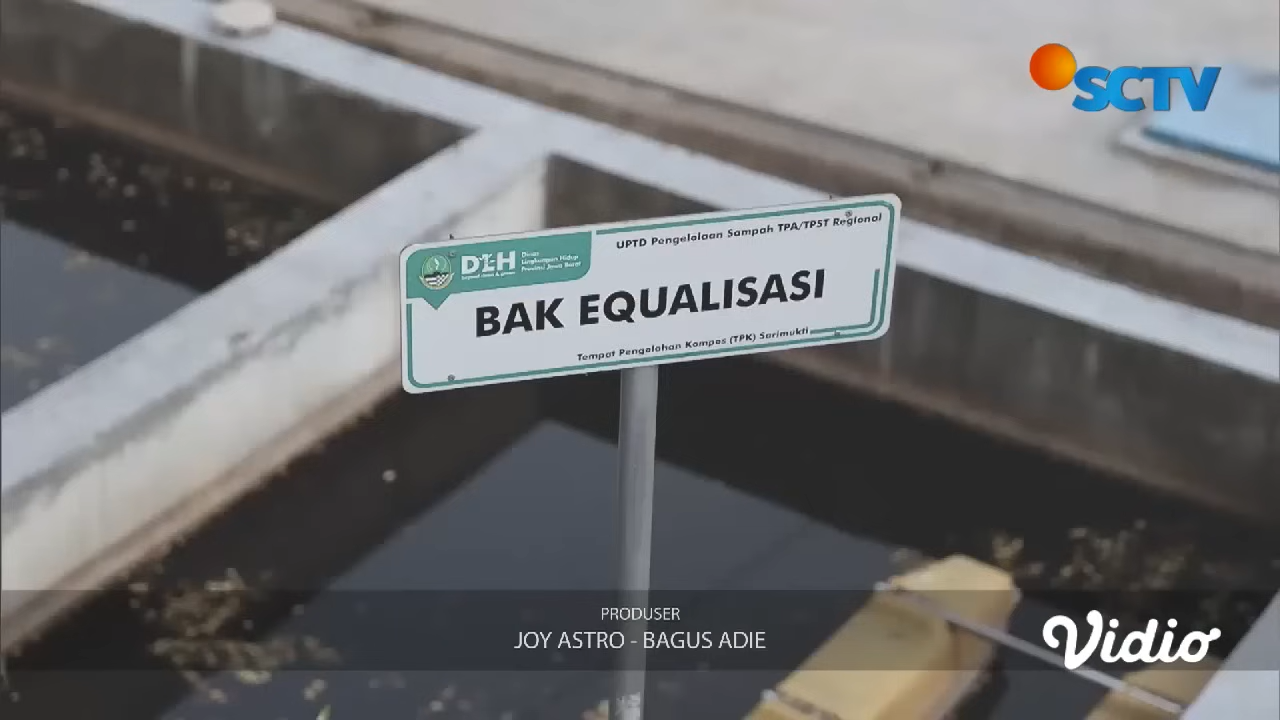 SCTV
UPTD Pengelolaan Sampah TPA/TPST Regional
DLH
Dinas
Lingkungan Hidup
Provinsi Jawa Barat
BAK EQUALISASI
Tempat Pengolahan Kompos (TPK) Sarimukti
PRODUSER
JOY ASTRO - BAGUS ADIE
Vidio